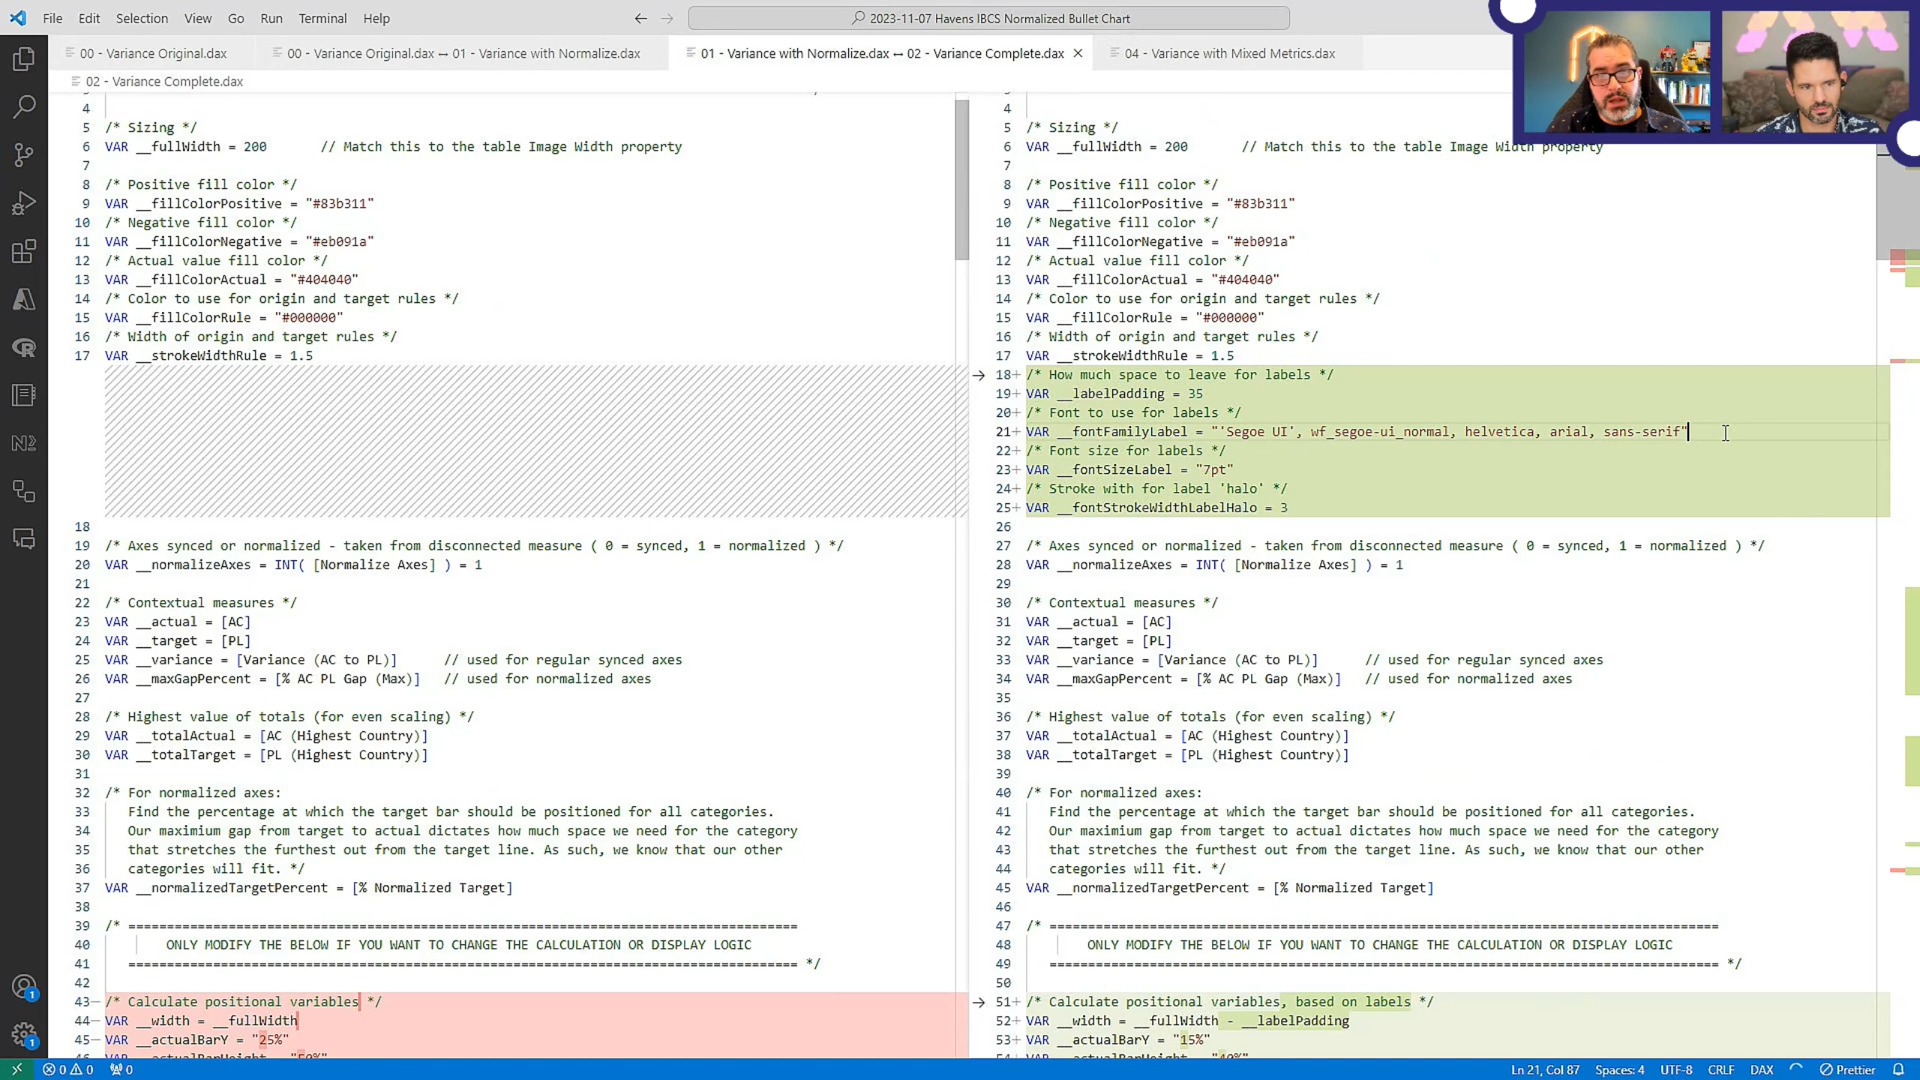 File Edit Selection View Go Run Terminal Help
2023-11-07 Havens IBCS Normalized Bullet Chart
00 - Variance Original.dax
00 - Variance Original.dax ↔ 01 - Variance with Normalize.dax
01 - Variance with Normalize.dax ↔ 02 - Variance Complete.dax
04 - Variance with Mixed Metrics.dax
02 - Variance Complete.dax
4
5 /* Sizing */
6 VAR __fullWidth = 200 // Match this to the table Image Width property
7
8 /* Positive fill color */
9 VAR __fillColorPositive = "#83b311"
10 /* Negative fill color */
11 VAR __fillColorNegative = "#eb091a"
12 /* Actual value fill color */
13 VAR __fillColorActual = "#404040"
14 /* Color to use for origin and target rules */
15 VAR __fillColorRule = "#000000"
16 /* Width of origin and target rules */
17 VAR __strokeWidthRule = 1.5
18
19 /* Axes synced or normalized - taken from disconnected measure ( 0 = synced, 1 = normalized ) */
20 VAR __normalizeAxes = INT( [Normalize Axes] ) = 1
21
22 /* Contextual measures */
23 VAR __actual = [AC]
24 VAR __target = [PL]
25 VAR __variance = [Variance (AC to PL)] // used for regular synced axes
26 VAR __maxGapPercent = [% AC PL Gap (Max)] // used for normalized axes
27
28 /* Highest value of totals (for even scaling) */
29 VAR __totalActual = [AC (Highest Country)]
30 VAR __totalTarget = [PL (Highest Country)]
31
32 /* For normalized axes:
33 Find the percentage at which the target bar should be positioned for all categories.
34 Our maximium gap from target to actual dictates how much space we need for the category
35 that stretches the furthest out from the target line. As such, we know that our other
36 categories will fit. */
37 VAR __normalizedTargetPercent = [% Normalized Target]
38
39 /* =======================================================================================
40 ONLY MODIFY THE BELOW IF YOU WANT TO CHANGE THE CALCULATION OR DISPLAY LOGIC
41 ======================================================================================= */
42
43− /* Calculate positional variables */
44− VAR __width = __fullWidth
45− VAR __actualBarY = "25%"
4
5 /* Sizing */
6 VAR __fullWidth = 200 // Match this to the table Image Width property
7
8 /* Positive fill color */
9 VAR __fillColorPositive = "#83b311"
10 /* Negative fill color */
11 VAR __fillColorNegative = "#eb091a"
12 /* Actual value fill color */
13 VAR __fillColorActual = "#404040"
14 /* Color to use for origin and target rules */
15 VAR __fillColorRule = "#000000"
16 /* Width of origin and target rules */
17 VAR __strokeWidthRule = 1.5
18+ /* How much space to leave for labels */
19+ VAR __labelPadding = 35
20+ /* Font to use for labels */
21+ VAR __fontFamilyLabel = "'Segoe UI', wf_segoe-ui_normal, helvetica, arial, sans-serif"
22+ /* Font size for labels */
23+ VAR __fontSizeLabel = "7pt"
24+ /* Stroke with for label 'halo' */
25+ VAR __fontStrokeWidthLabelHalo = 3
26
27 /* Axes synced or normalized - taken from disconnected measure ( 0 = synced, 1 = normalized ) */
28 VAR __normalizeAxes = INT( [Normalize Axes] ) = 1
29
30 /* Contextual measures */
31 VAR __actual = [AC]
32 VAR __target = [PL]
33 VAR __variance = [Variance (AC to PL)] // used for regular synced axes
34 VAR __maxGapPercent = [% AC PL Gap (Max)] // used for normalized axes
35
36 /* Highest value of totals (for even scaling) */
37 VAR __totalActual = [AC (Highest Country)]
38 VAR __totalTarget = [PL (Highest Country)]
39
40 /* For normalized axes:
41 Find the percentage at which the target bar should be positioned for all categories.
42 Our maximium gap from target to actual dictates how much space we need for the category
43 that stretches the furthest out from the target line. As such, we know that our other
44 categories will fit. */
45 VAR __normalizedTargetPercent = [% Normalized Target]
46
47 /* =======================================================================================
48 ONLY MODIFY THE BELOW IF YOU WANT TO CHANGE THE CALCULATION OR DISPLAY LOGIC
49 ======================================================================================= */
50
51+ /* Calculate positional variables, based on labels */
52+ VAR __width = __fullWidth - __labelPadding
53+ VAR __actualBarY = "15%"
N2
1
1
0 0 0 Ln 21, Col 87 Spaces: 4 UTF-8 CRLF DAX Prettier